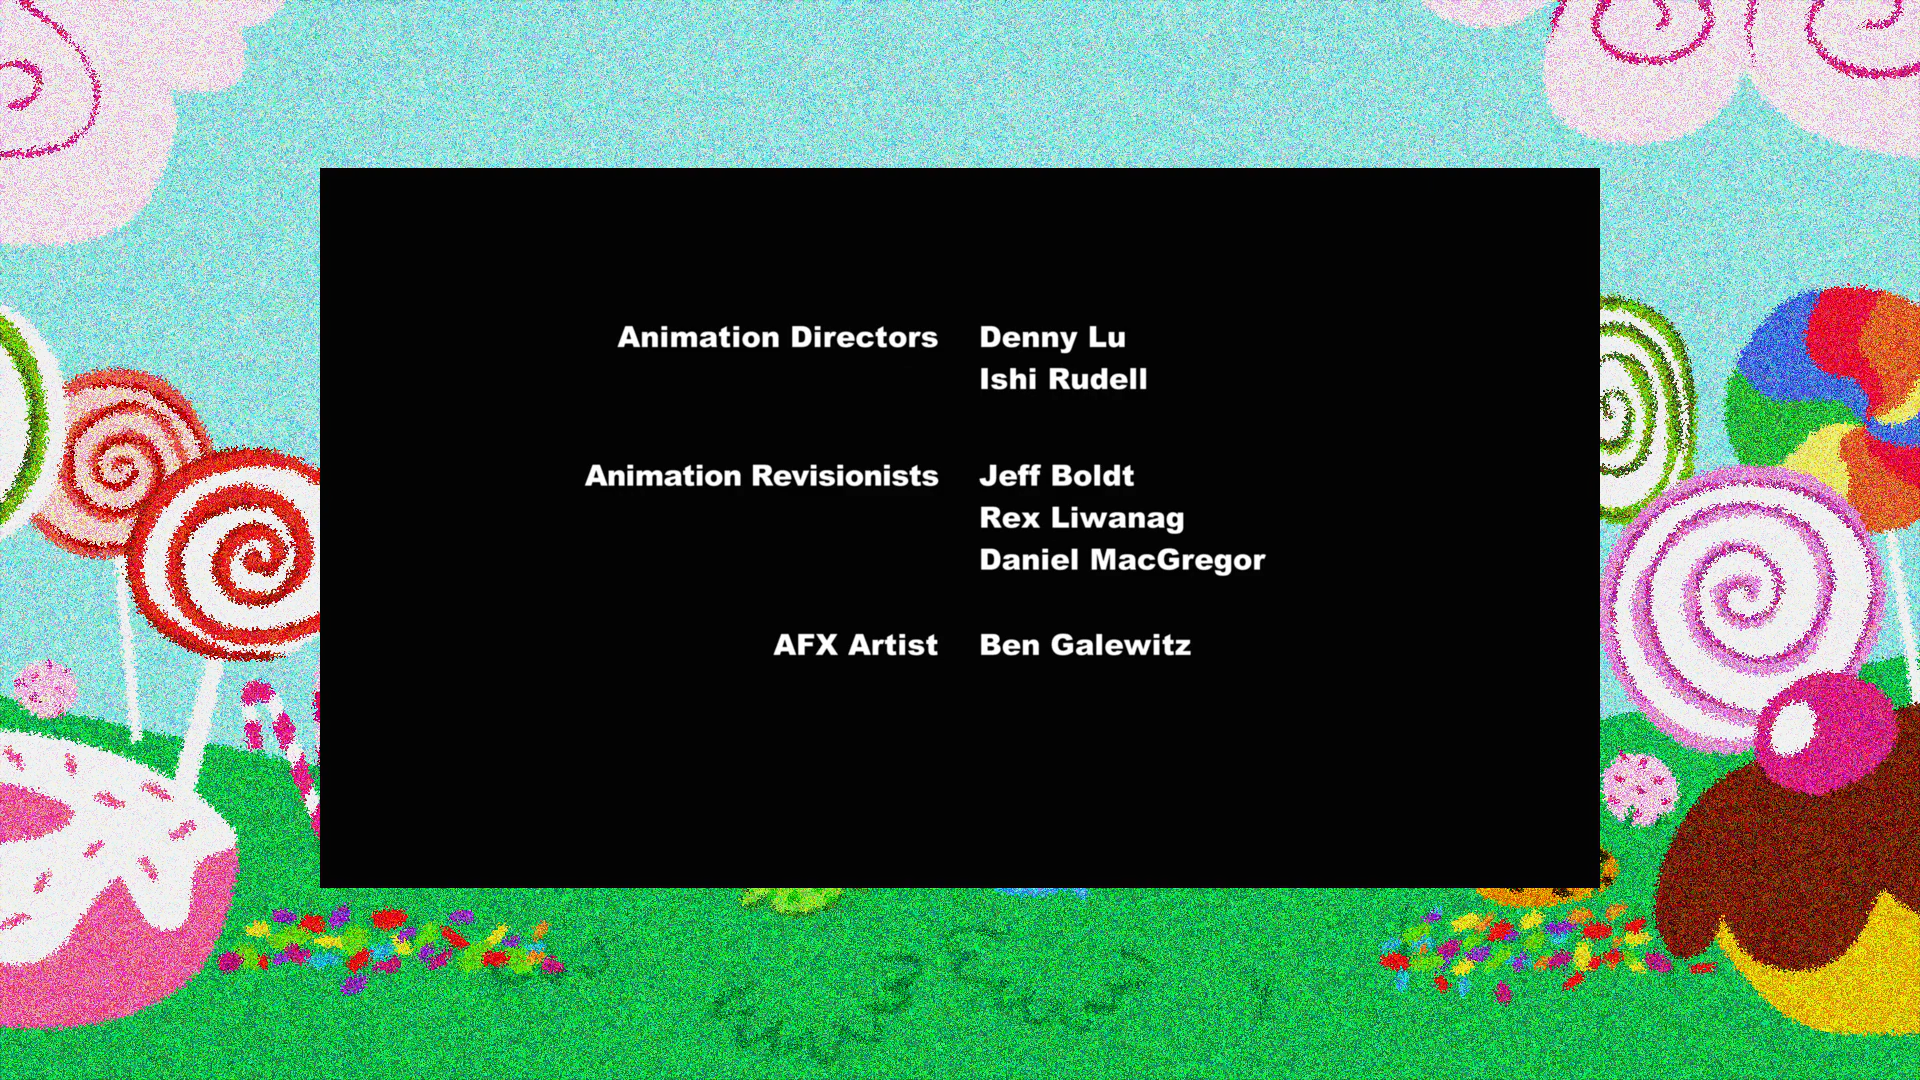 Animation Directors Denny Lu
Ishi Rudell
Animation Revisionists Jeff Boldt
Rex Liwanag
Daniel MacGregor
AFX Artist Ben Galewitz